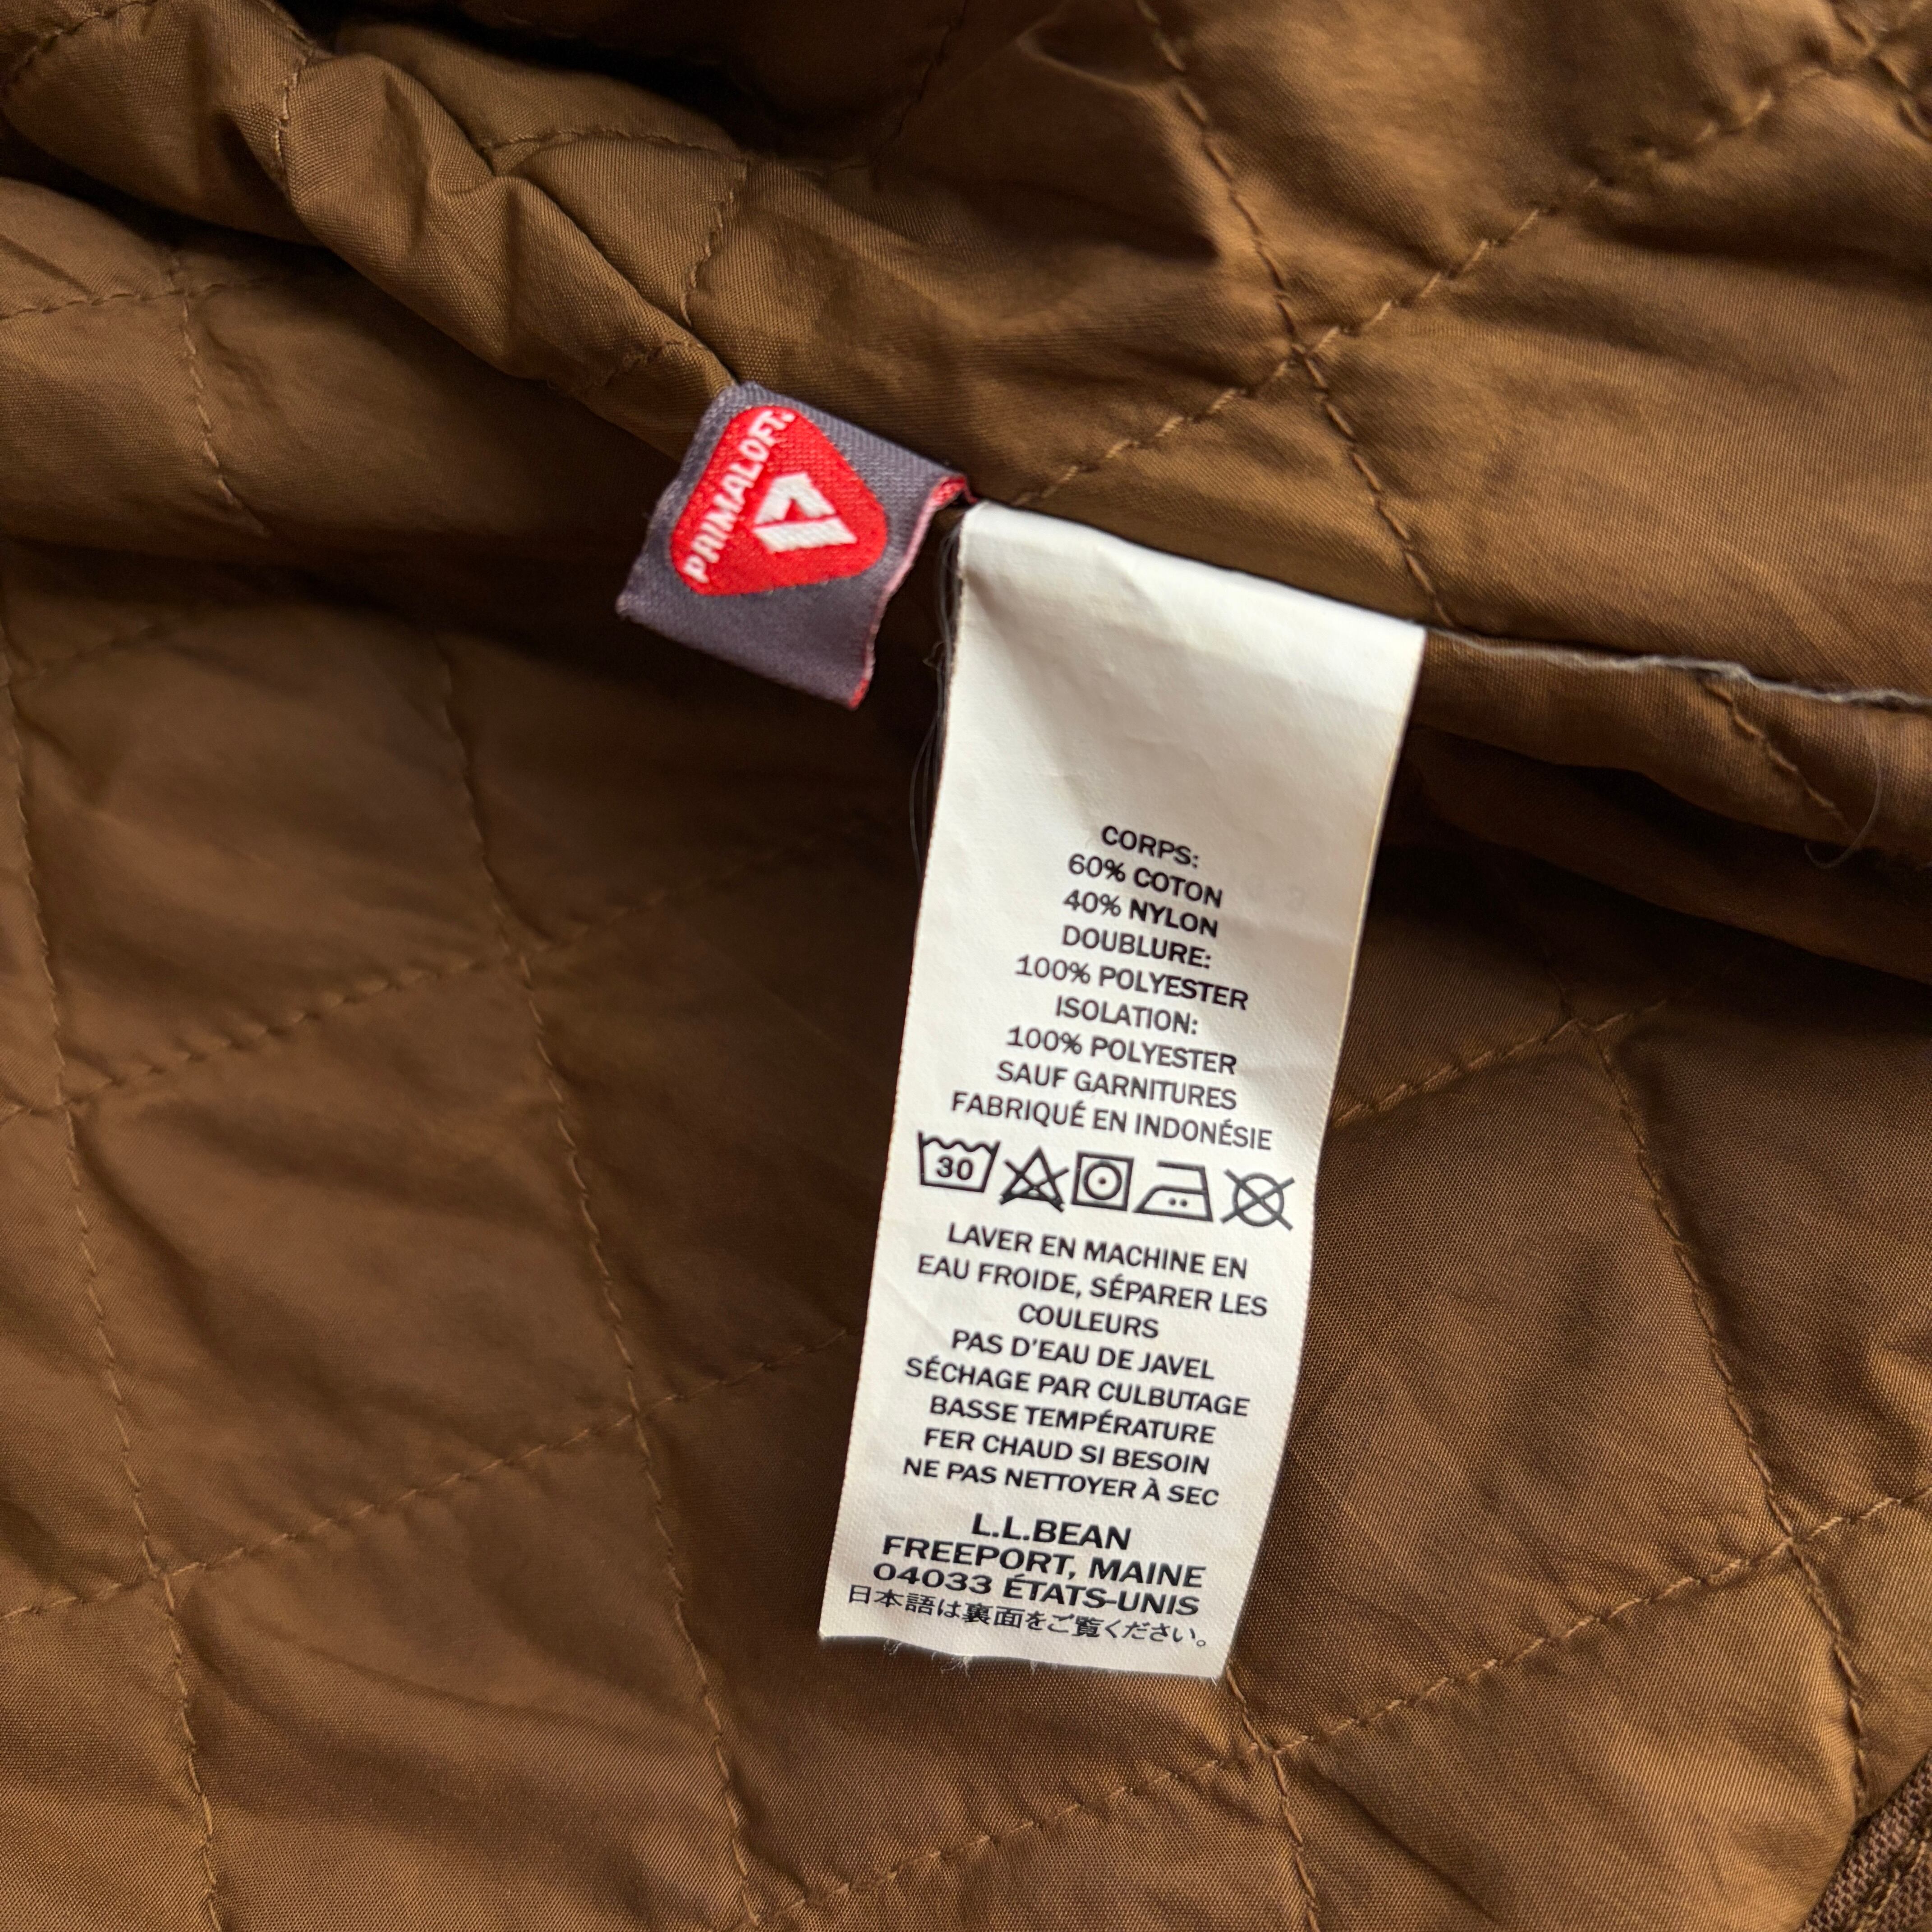 PRIMALOFT
CORPS:
60% COTON
40% NYLON
DOUBLURE:
100% POLYESTER
ISOLATION:
100% POLYESTER
SAUF GARNITURES
FABRIQUÉ EN INDONÉSIE
30
LAVER EN MACHINE EN
EAU FROIDE, SÉPARER LES
COULEURS
PAS D'EAU DE JAVEL
SÉCHAGE PAR CULBUTAGE
BASSE TEMPÉRATURE
FER CHAUD SI BESOIN
NE PAS NETTOYER À SEC
L.L.BEAN
FREEPORT, MAINE
04033 ÉTATS-UNIS
日本語は裏面をご覧ください。